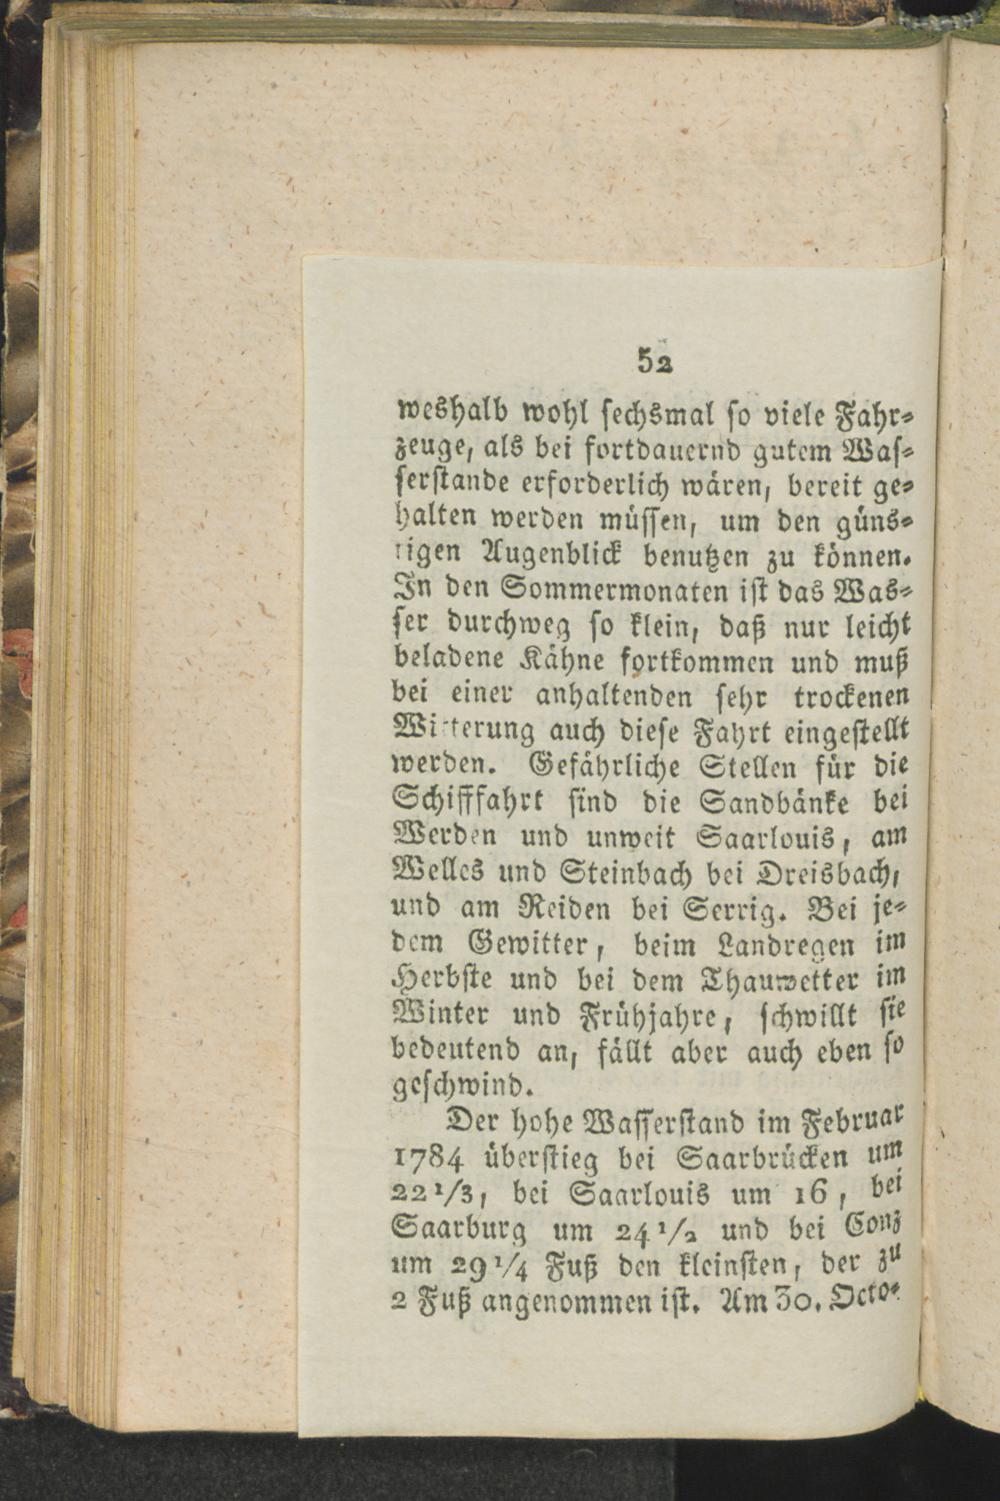 52
weshalb wohl sechsmal so viele Fahr⸗
zeuge, als bei fortdauernd gutem Was⸗
serstande erforderlich wären, bereit ge⸗
halten werden müssen, um den güns⸗
tigen Augenblick benutzen zu können.
In den Sommermonaten ist das Was⸗
ser durchweg so klein, daß nur leicht
beladene Kähne fortkommen und muß
bei einer anhaltenden sehr trockenen
Witterung auch diese Fahrt eingestellt
werden. Gefährliche Stellen für die
Schifffahrt sind die Sandbänke bei
Werden und unweit Saarlouis, am
Welles und Steinbach bei Dreisbach,
und am Reiden bei Serrig. Bei je⸗
dem Gewitter, beim Landregen im
Herbste und bei dem Thauwetter im
Winter und Frühjahre, schwillt sie
bedeutend an, fällt aber auch eben so
geschwind.
Der hohe Wasserstand im Februar
1784 überstieg bei Saarbrücken um
22 1/3, bei Saarlouis um 16, bei
Saarburg um 24 1/2 und bei Conz
um 29 1/4 Fuß den kleinsten, der zu
2 Fuß angenommen ist. Am 30. Octo⸗